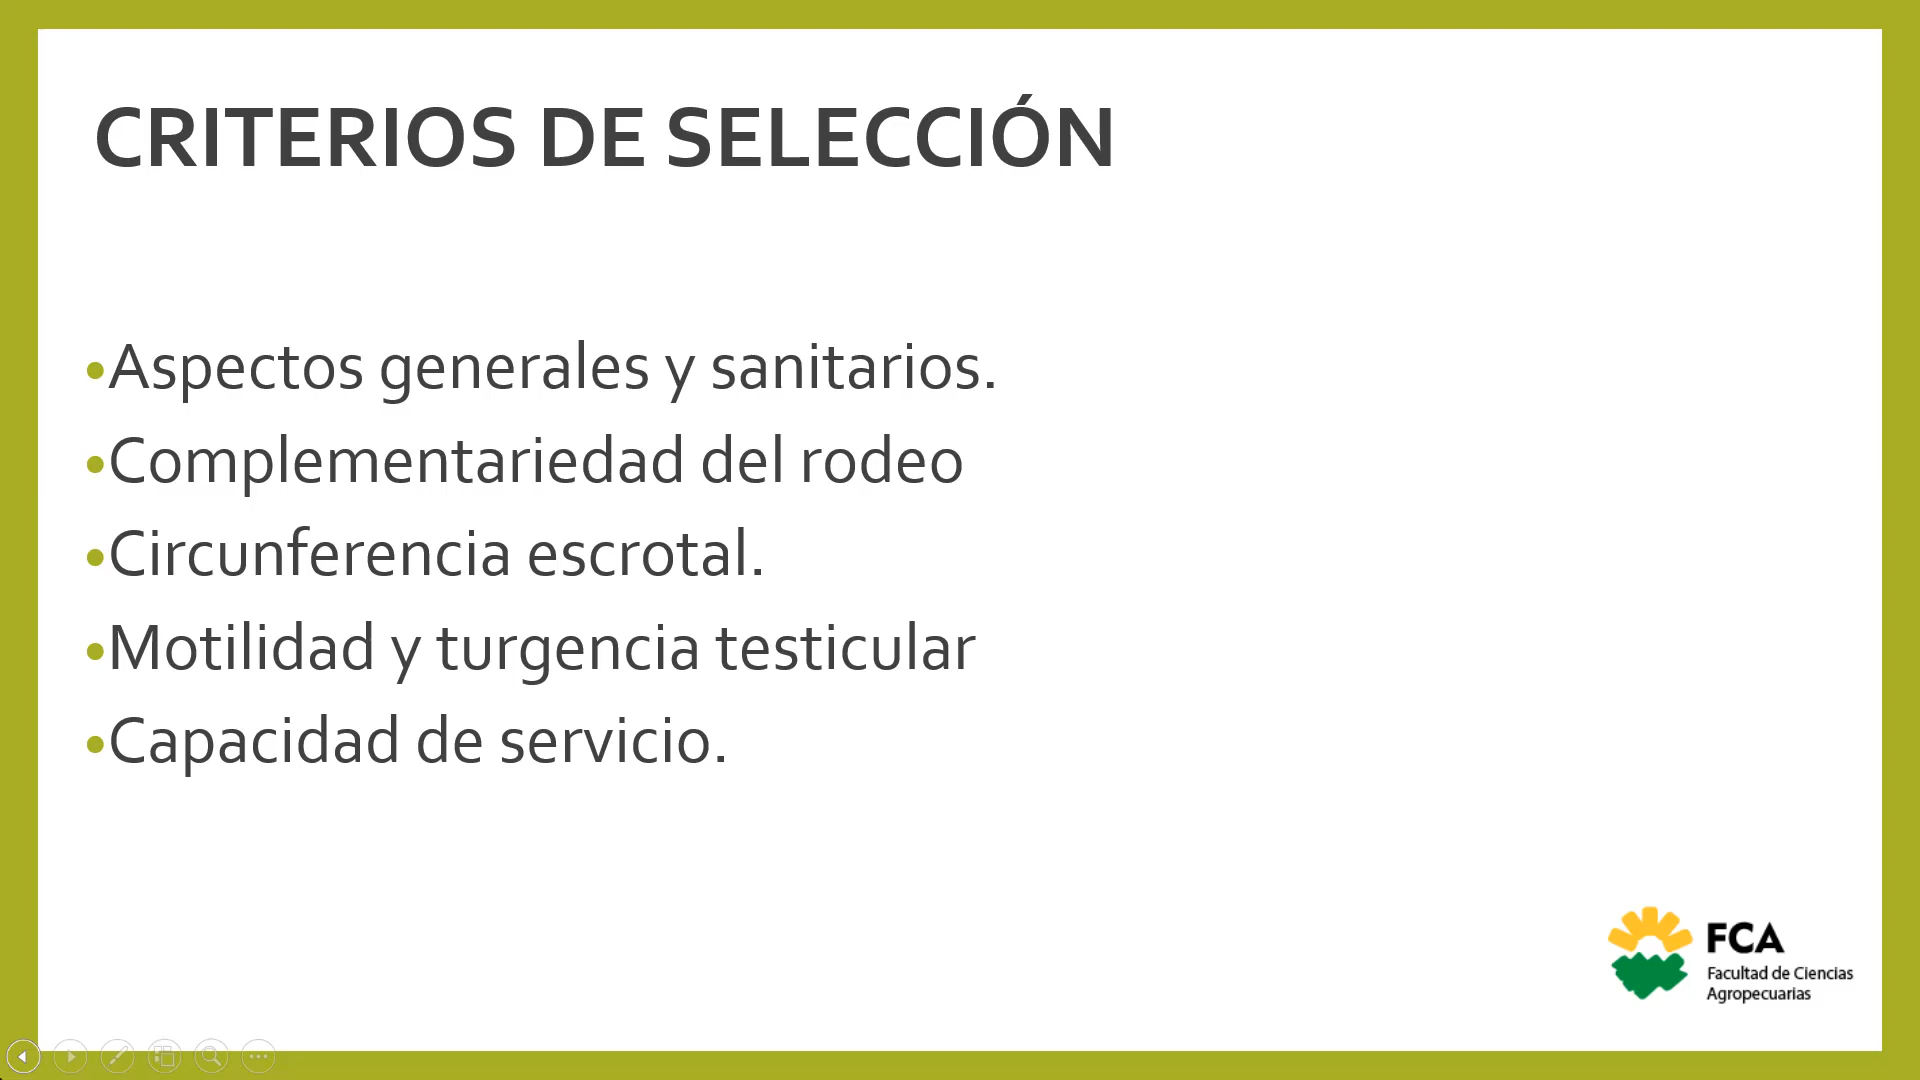 CRITERIOS DE SELECCIÓN
•Aspectos generales y sanitarios.
•Complementariedad del rodeo
•Circunferencia escrotal.
•Motilidad y turgencia testicular
•Capacidad de servicio.
FCA
Facultad de Ciencias
Agropecuarias